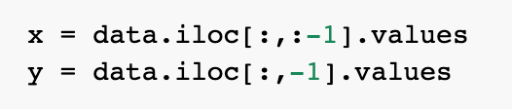 x = data.iloc[:,:-1].values
y = data.iloc[:,-1].values